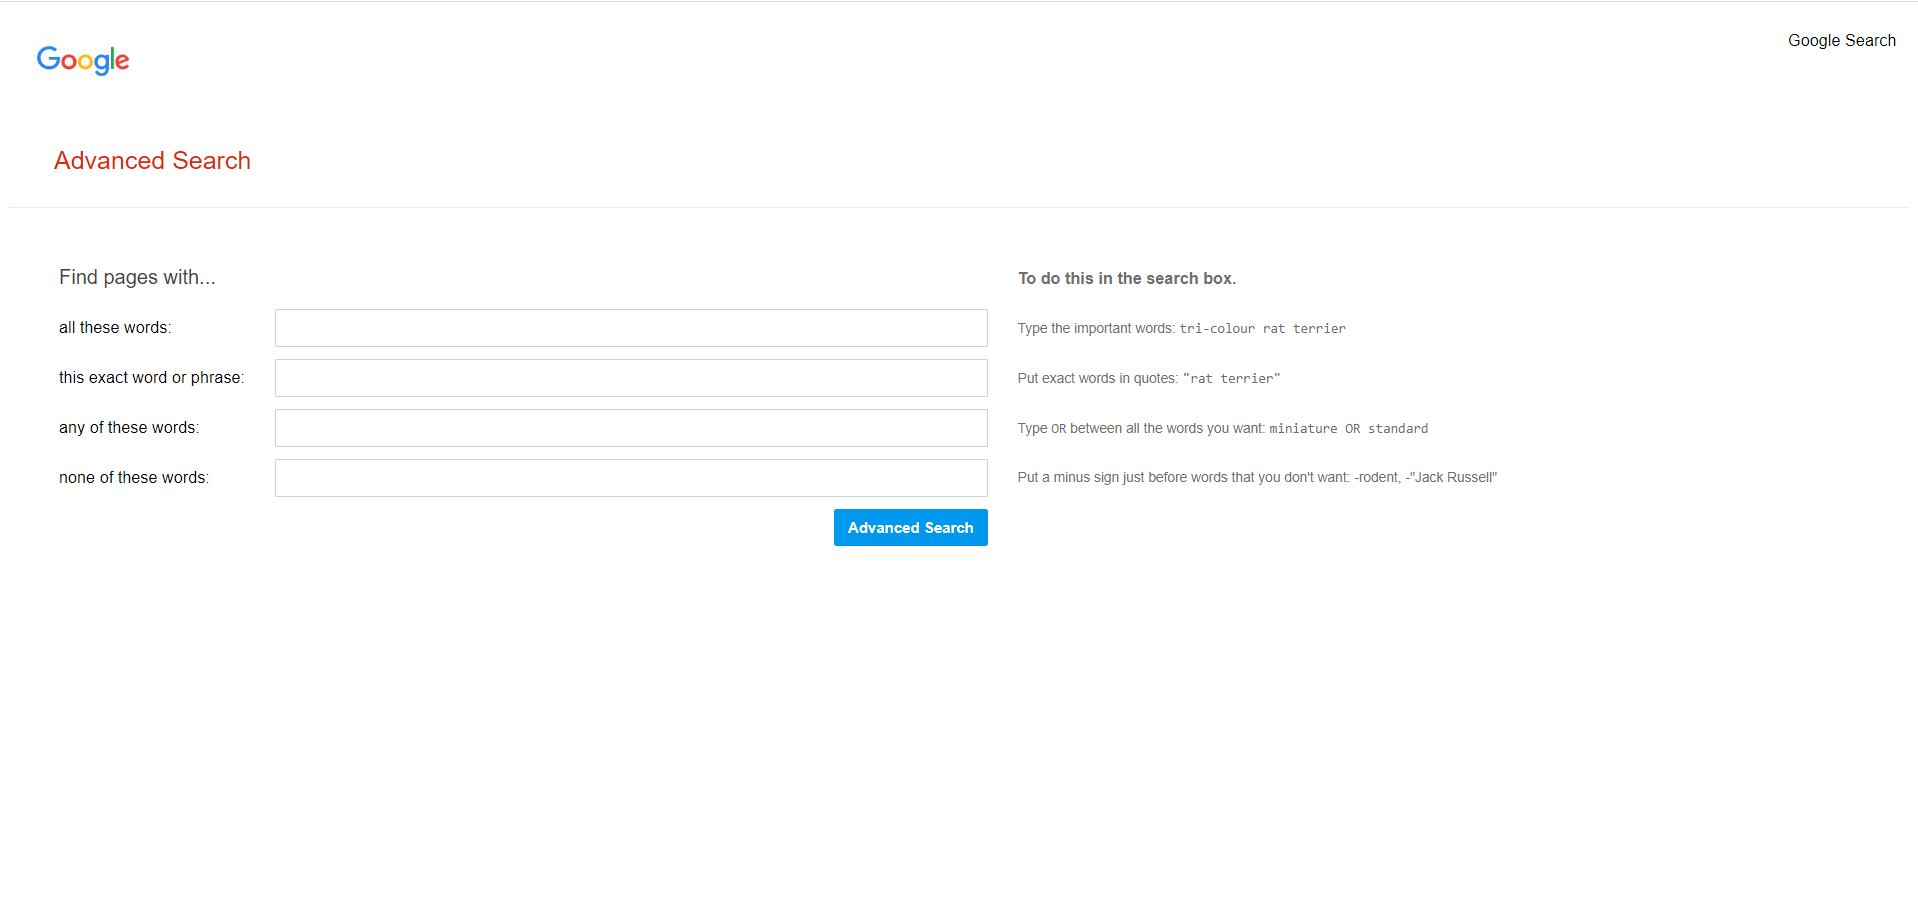 Google
Google Search
Advanced Search
Find pages with...
To do this in the search box.
all these words:
Type the important words: tri-colour rat terrier
this exact word or phrase:
Put exact words in quotes: "rat terrier"
any of these words:
Type OR between all the words you want: miniature OR standard
none of these words:
Put a minus sign just before words that you don't want: -rodent, -"Jack Russell"
Advanced Search